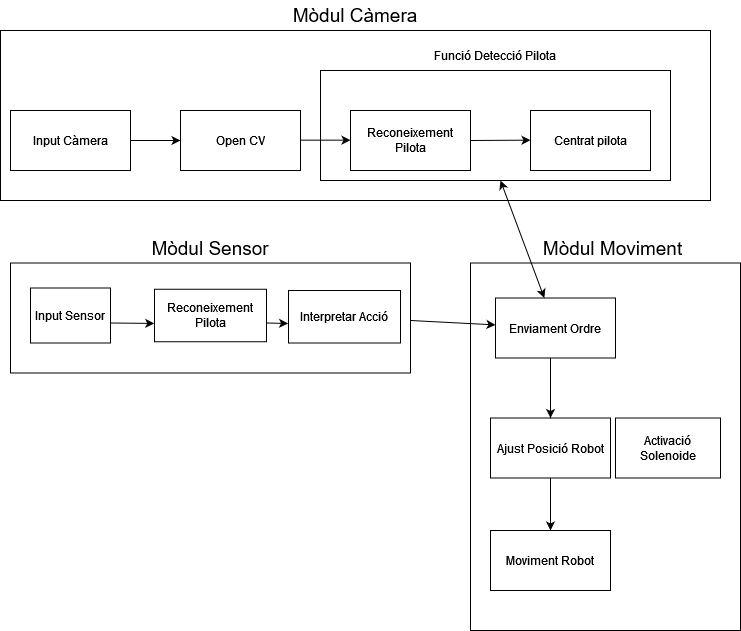 Mòdul Càmera
Funció Detecció Pilota
Input Càmera
Open CV
Reconeixement
Pilota
Centrat pilota
Mòdul Sensor
Input Sensor
Reconeixement
Pilota
Interpretar Acció
Mòdul Moviment
Enviament Ordre
Ajust Posició Robot
Activació
Solenoide
Moviment Robot